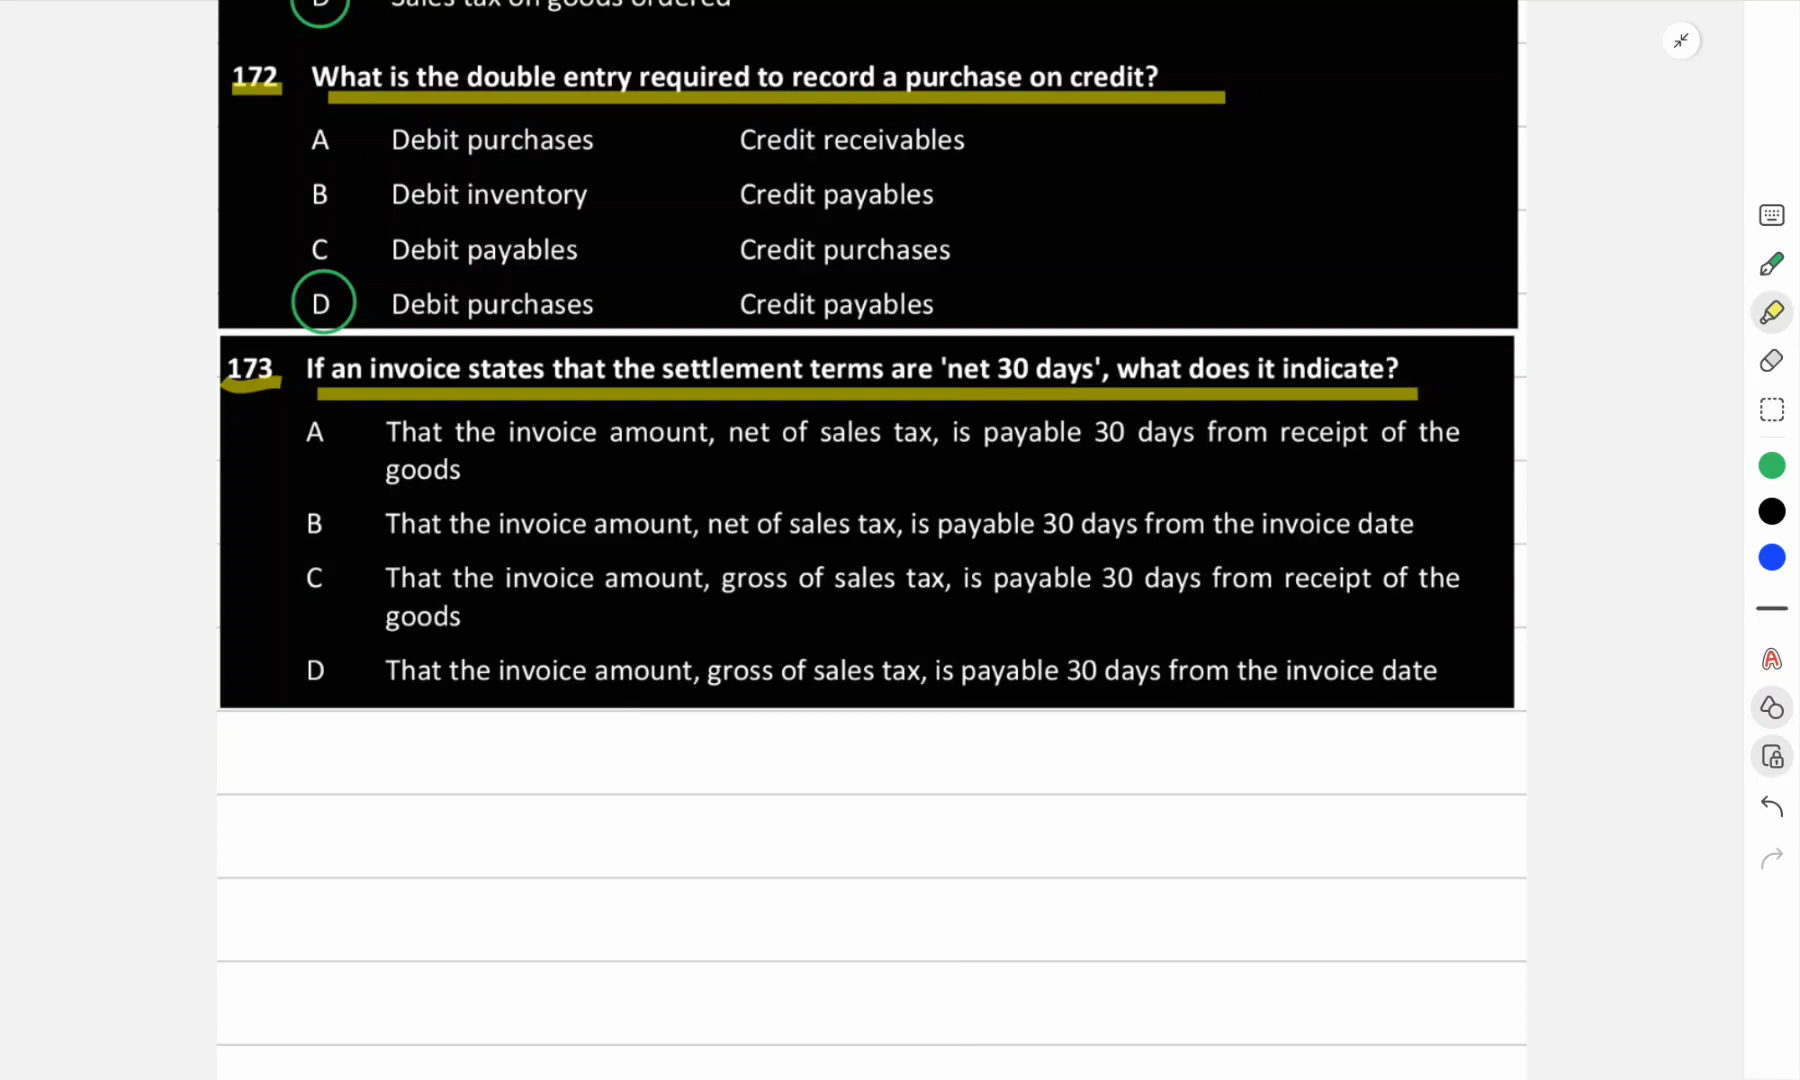 D Sales tax on goods ordered
172 What is the double entry required to record a purchase on credit?
A Debit purchases Credit receivables
B Debit inventory Credit payables
C Debit payables Credit purchases
D Debit purchases Credit payables
173 If an invoice states that the settlement terms are 'net 30 days', what does it indicate?
A That the invoice amount, net of sales tax, is payable 30 days from receipt of the
goods
B That the invoice amount, net of sales tax, is payable 30 days from the invoice date
C That the invoice amount, gross of sales tax, is payable 30 days from receipt of the
goods
D That the invoice amount, gross of sales tax, is payable 30 days from the invoice date
A